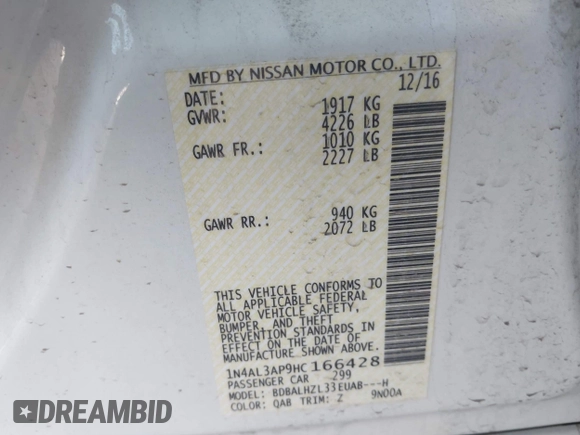 MFD BY NISSAN MOTOR CO., LTD.
DATE: 12/16
GVWR: 1917 KG
4226 LB
GAWR FR.: 1010 KG
2227 LB
GAWR RR.: 940 KG
2072 LB
THIS VEHICLE CONFORMS TO
ALL APPLICABLE FEDERAL
MOTOR VEHICLE SAFETY,
BUMPER, AND THEFT
PREVENTION STANDARDS IN
EFFECT ON THE DATE OF
MANUFACTURE SHOWN ABOVE.
1N4AL3AP9HC166428
PASSENGER CAR 299
MODEL: BDBALHZL33EUAB---H
COLOR: QAB TRIM: Z 9N00A
REAL CARFACTS.COM